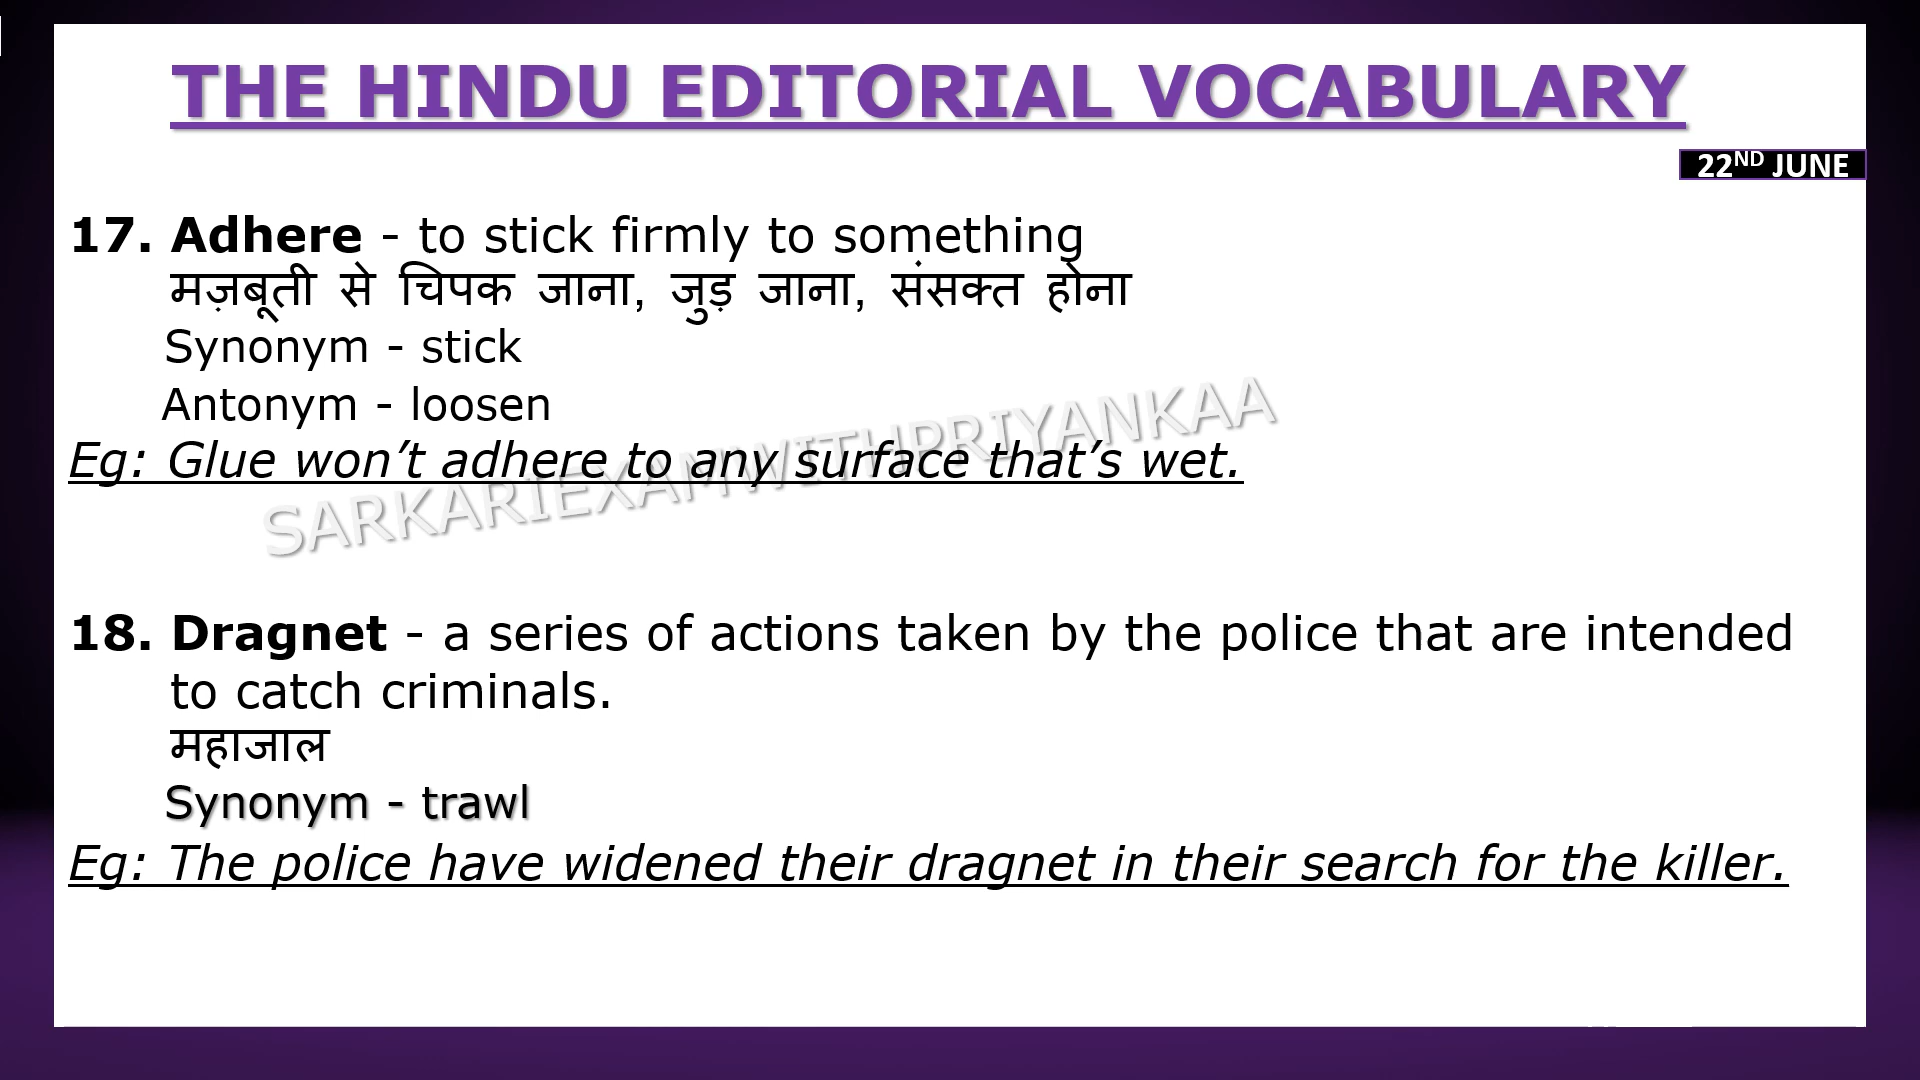 THE HINDU EDITORIAL VOCABULARY
22ND JUNE
17. Adhere - to stick firmly to something
मज़बूती से चिपक जाना, जुड़ जाना, संसक्त होना
Synonym - stick
Antonym - loosen
Eg: Glue won’t adhere to any surface that’s wet.
SARKARIEXAMWITHPRIYANKAA
18. Dragnet - a series of actions taken by the police that are intended
to catch criminals.
महाजाल
Synonym - trawl
Eg: The police have widened their dragnet in their search for the killer.